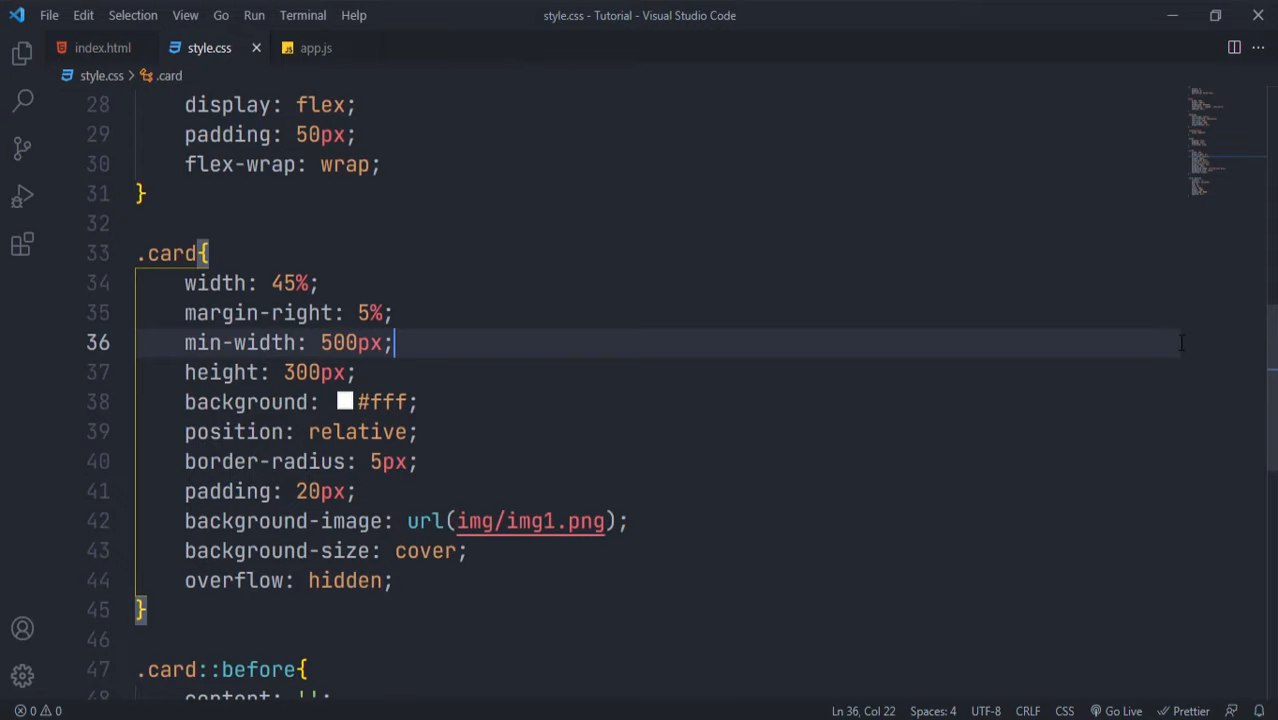 File Edit Selection View Go Run Terminal Help
style.css - Tutorial - Visual Studio Code
index.html style.css app.js
style.css > .card
28 display: flex;
29 padding: 50px;
30 flex-wrap: wrap;
31 }
32
33 .card{
34 width: 45%;
35 margin-right: 5%;
36 min-width: 500px;
37 height: 300px;
38 background: #fff;
39 position: relative;
40 border-radius: 5px;
41 padding: 20px;
42 background-image: url(img/img1.png);
43 background-size: cover;
44 overflow: hidden;
45 }
46
47 .card::before{
48 content: '';
0 0 Ln 36, Col 22 Spaces: 4 UTF-8 CRLF CSS Go Live Prettier